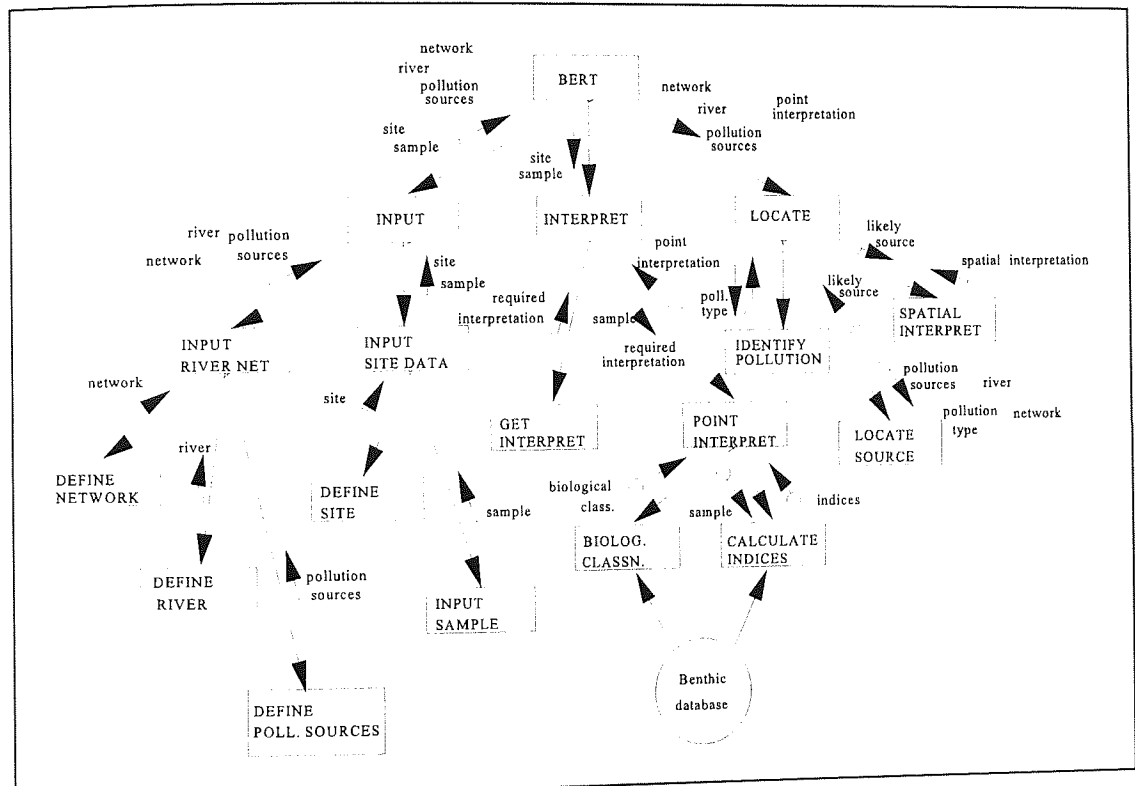 network
river
pollution
sources
BERT
network
river
pollution
sources
point
interpretation
site
sample
site
sample
INPUT
INTERPRET
LOCATE
river
network
pollution
sources
site
sample
point
interpretation
likely
source
spatial interpretation
required
interpretation
sample
poll.
type
likely
source
SPATIAL
INTERPRET
INPUT
RIVER NET
INPUT
SITE DATA
required
interpretation
IDENTIFY
POLLUTION
network
site
pollution
sources
river
pollution
type
network
river
GET
INTERPRET
POINT
INTERPRET
LOCATE
SOURCE
DEFINE
NETWORK
DEFINE
SITE
sample
biological
class.
sample
indices
BIOLOG.
CLASSN.
CALCULATE
INDICES
DEFINE
RIVER
pollution
sources
INPUT
SAMPLE
Benthic
database
DEFINE
POLL. SOURCES